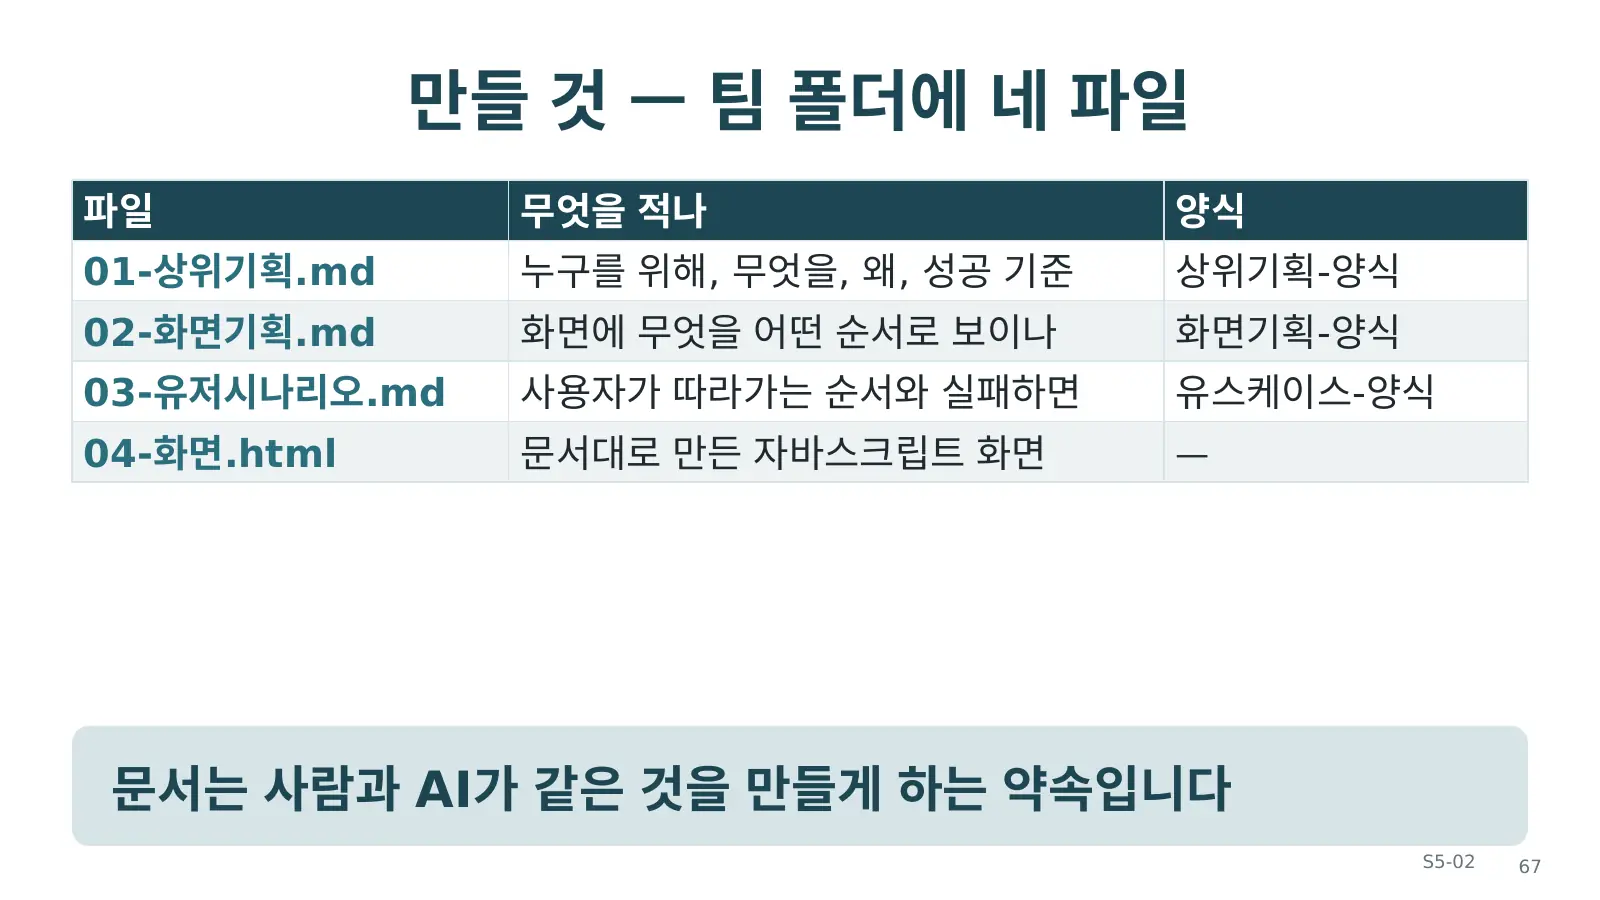 만들 것 — 팀 폴더에 네 파일
파일 무엇을 적나 양식
01-상위기획.md 누구를 위해, 무엇을, 왜, 성공 기준 상위기획-양식
02-화면기획.md 화면에 무엇을 어떤 순서로 보이나 화면기획-양식
03-유저시나리오.md 사용자가 따라가는 순서와 실패하면 유스케이스-양식
04-화면.html 문서대로 만든 자바스크립트 화면 —
문서는 사람과 AI가 같은 것을 만들게 하는 약속입니다
S5-02 67